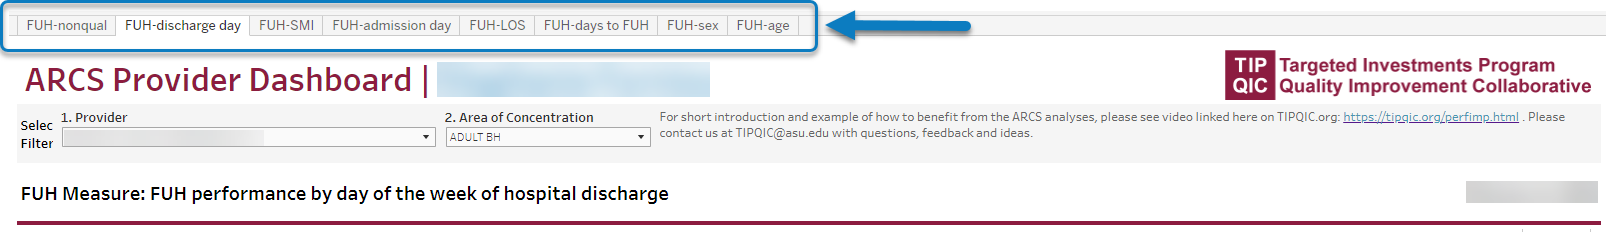 FUH-nonqual FUH-discharge day FUH-SMI FUH-admission day FUH-LOS FUH-days to FUH FUH-sex FUH-age
ARCS Provider Dashboard |
TIP QIC
Targeted Investments Program
Quality Improvement Collaborative
Selec
Filter
1. Provider
2. Area of Concentration
ADULT BH
For short introduction and example of how to benefit from the ARCS analyses, please see video linked here on TIPQIC.org: https://tipqic.org/perfimp.html . Please
contact us at TIPQIC@asu.edu with questions, feedback and ideas.
FUH Measure: FUH performance by day of the week of hospital discharge